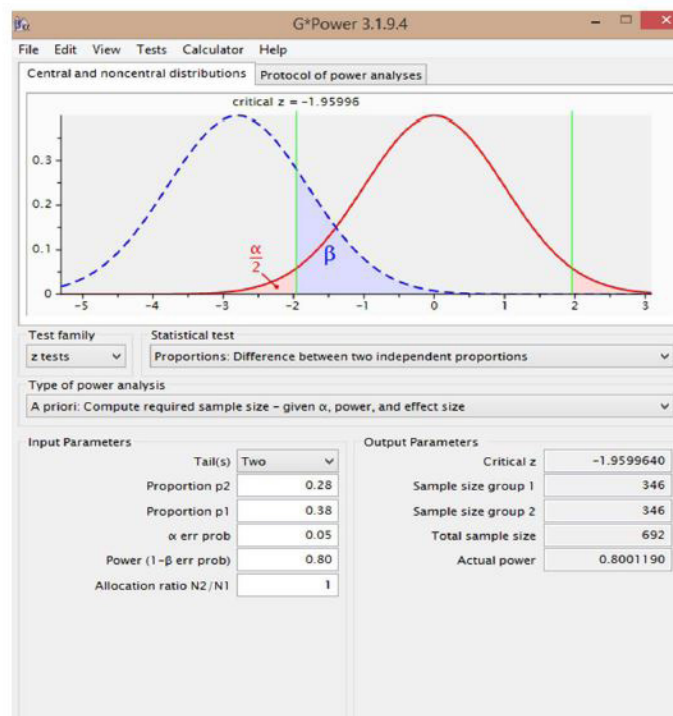 βα G*Power 3.1.9.4
File Edit View Tests Calculator Help
Central and noncentral distributions Protocol of power analyses
critical z = -1.95996
0.3
0.2
0.1
0
α/2
β
-5 -4 -3 -2 -1 0 1 2 3
Test family Statistical test
z tests Proportions: Difference between two independent proportions
Type of power analysis
A priori: Compute required sample size – given α, power, and effect size
Input Parameters Output Parameters
Tail(s) Two Critical z -1.9599640
Proportion p2 0.28 Sample size group 1 346
Proportion p1 0.38 Sample size group 2 346
α err prob 0.05 Total sample size 692
Power (1-β err prob) 0.80 Actual power 0.8001190
Allocation ratio N2/N1 1